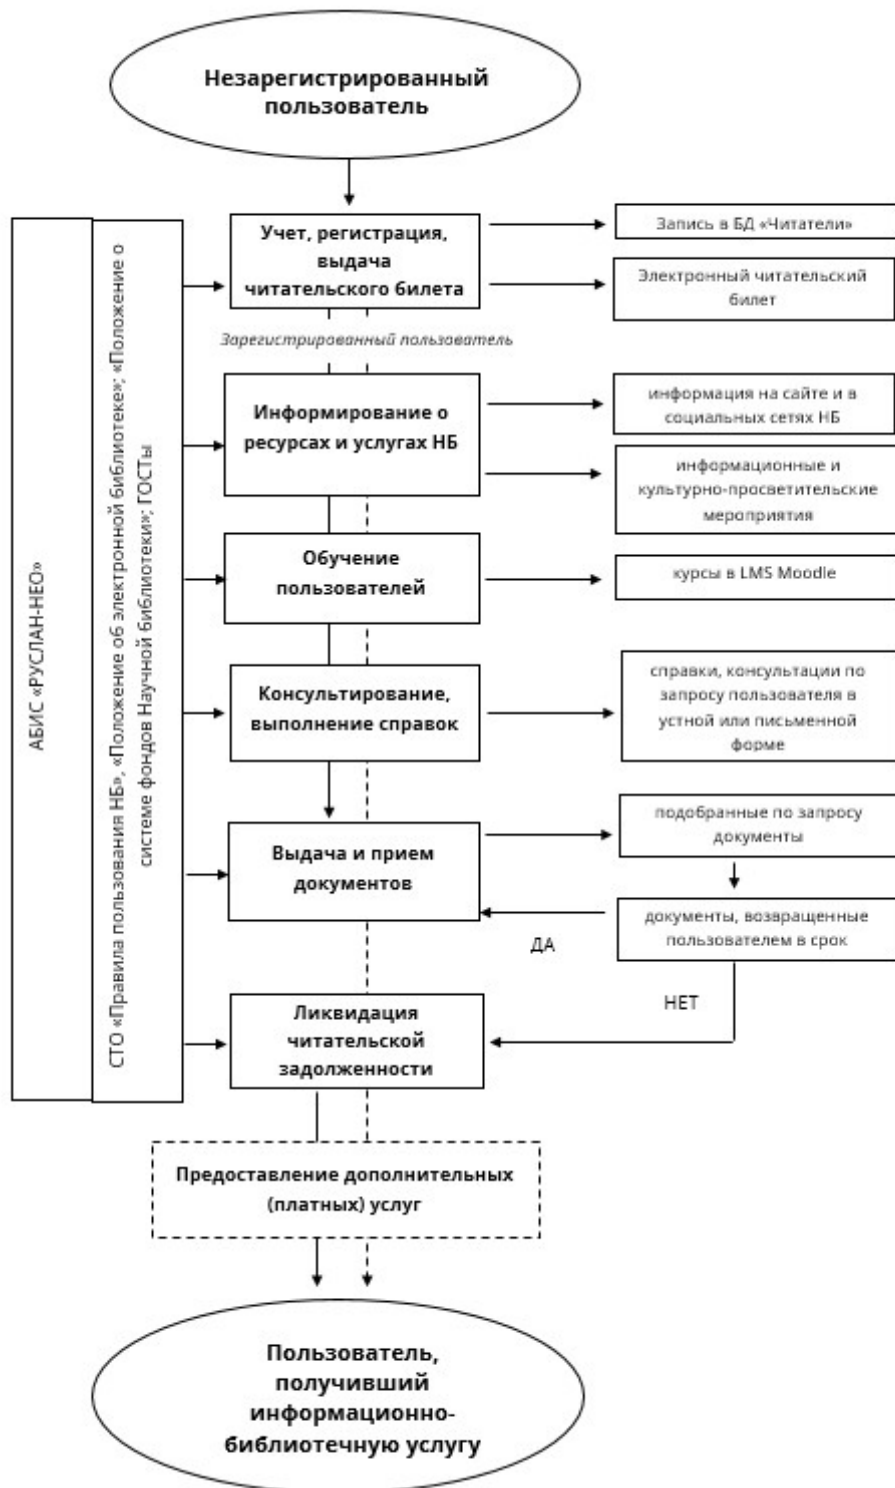 Незарегистрированный
пользователь
Учет, регистрация,
выдача
читательского билета
Запись в БД «Читатели»
Электронный читательский
билет
Зарегистрированный пользователь
АБИС «РУСЛАН-НЕО»
СТО «Правила пользования НБ», «Положение об электронной библиотеке»; «Положение о
системе фондов Научной библиотеки»; ГОСТы
Информирование о
ресурсах и услугах НБ
информация на сайте и в
социальных сетях НБ
информационные и
культурно-просветительские
мероприятия
Обучение
пользователей
курсы в LMS Moodle
Консультирование,
выполнение справок
справки, консультации по
запросу пользователя в
устной или письменной
форме
Выдача и прием
документов
подобранные по запросу
документы
документы, возвращенные
пользователем в срок
ДА
НЕТ
Ликвидация
читательской
задолженности
Предоставление дополнительных
(платных) услуг
Пользователь,
получивший
информационно-
библиотечную услугу